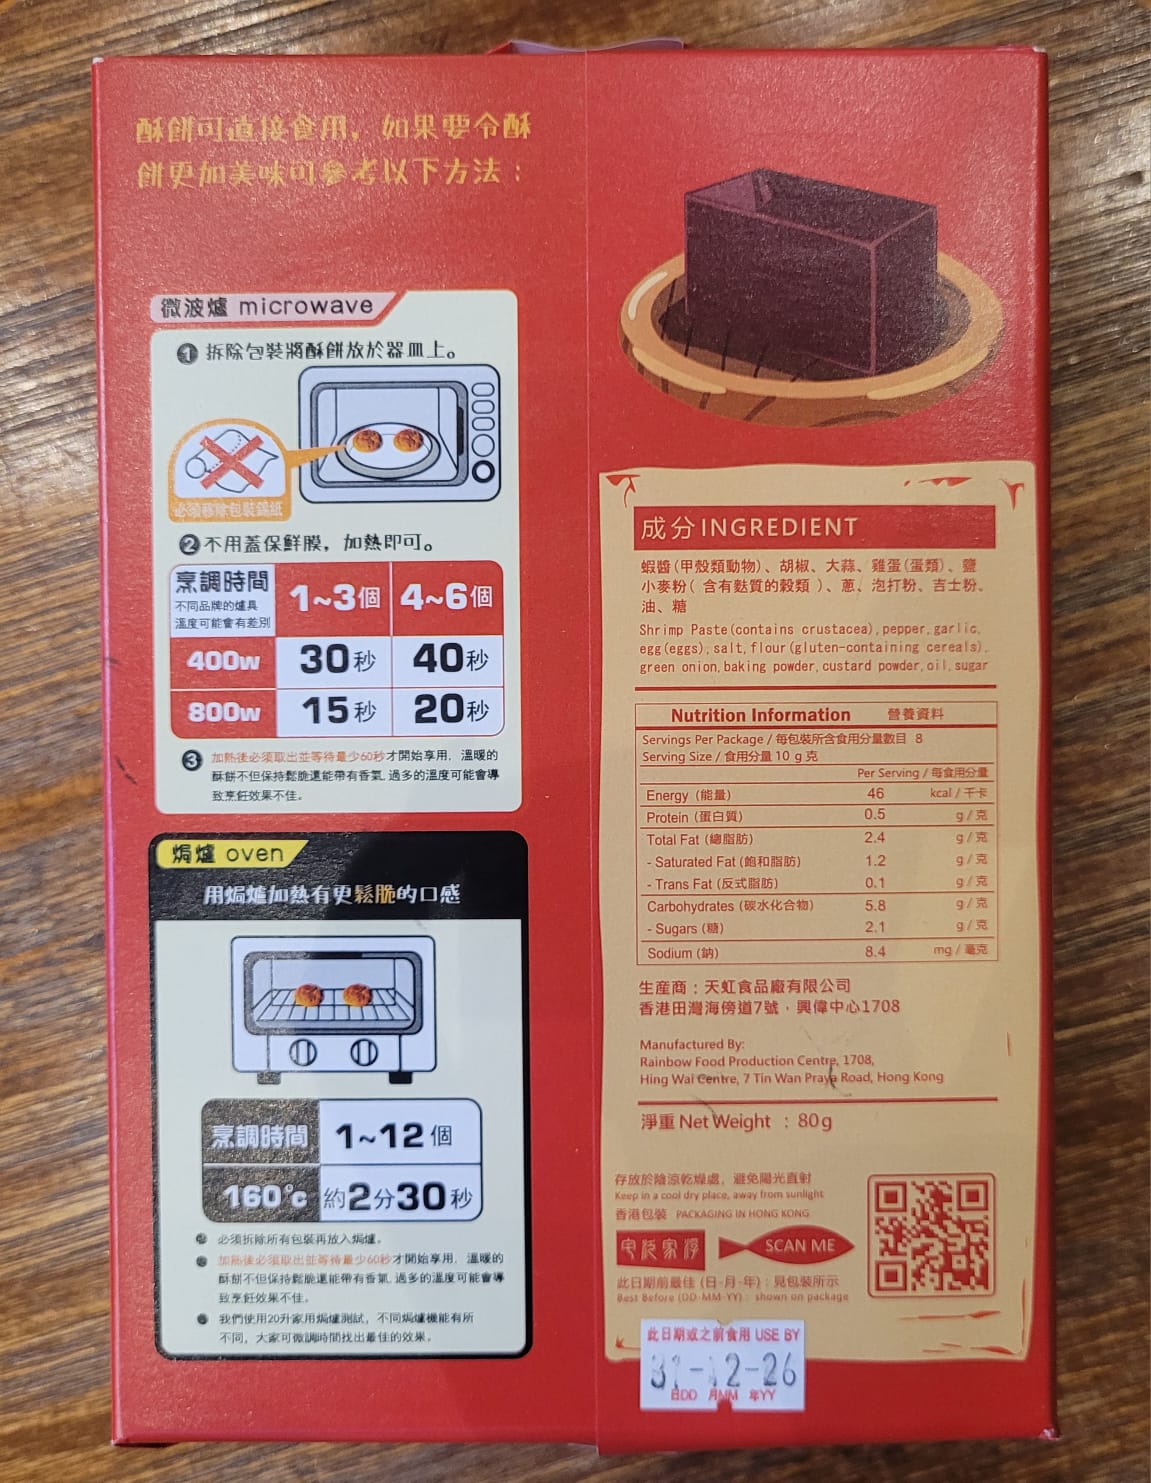 酥餅可直接食用，如果要令酥
餅更加美味可參考以下方法：
微波爐 microwave
❶ 拆除包裝將酥餅放於器皿上。
必須移除包裝錫紙
❷ 不用蓋保鮮膜，加熱即可。
烹調時間
不同品牌的爐具
溫度可能會有差別
1~3個 4~6個
400w 30秒 40秒
800w 15秒 20秒
❸ 加熱後必須取出並等待最少60秒才開始享用，溫暖的
酥餅不但保持鬆脆還能帶有香氣，過多的溫度可能會導
致烹飪效果不佳。
焗爐 oven
用焗爐加熱有更鬆脆的口感
烹調時間 1~12個
160°c 約2分30秒
必須拆除所有包裝再放入焗爐。
加熱後必須取出並等待最少60秒才開始享用，溫暖的
酥餅不但保持鬆脆還能帶有香氣，過多的溫度可能會導
致烹飪效果不佳。
我們使用20升家用焗爐測試，不同焗爐機能有所
不同，大家可微調時間找出最佳的效果。
成分INGREDIENT
蝦醬(甲殼類動物)、胡椒、大蒜、雞蛋(蛋類)、鹽
小麥粉( 含有麩質的穀類 )、蔥、泡打粉、吉士粉、
油、糖
Shrimp Paste(contains crustacea), pepper, garlic,
egg(eggs), salt, flour(gluten-containing cereals),
green onion, baking powder, custard powder, oil, sugar
Nutrition Information 營養資料
Servings Per Package / 每包裝所含食用分量數目 8
Serving Size / 食用分量 10 g 克
Per Serving / 每食用分量
Energy (能量) 46 kcal / 千卡
Protein (蛋白質) 0.5 g / 克
Total Fat (總脂肪) 2.4 g / 克
- Saturated Fat (飽和脂肪) 1.2 g / 克
- Trans Fat (反式脂肪) 0.1 g / 克
Carbohydrates (碳水化合物) 5.8 g / 克
- Sugars (糖) 2.1 g / 克
Sodium (鈉) 8.4 mg / 毫克
生産商：天虹食品廠有限公司
香港田灣海傍道7號，興偉中心1708
Manufactured By:
Rainbow Food Production Centre, 1708,
Hing Wai Centre, 7 Tin Wan Praya Road, Hong Kong
淨重 Net Weight : 80g
存放於陰涼乾燥處，避免陽光直射
Keep in a cool dry place, away from sunlight
香港包裝 PACKAGING IN HONG KONG
SCAN ME
此日期前最佳 (日-月-年)：見包裝所示
Best Before (DD-MM-YY) : shown on package
此日期或之前食用 USE BY
31-12-26
日DD 月MM 年YY